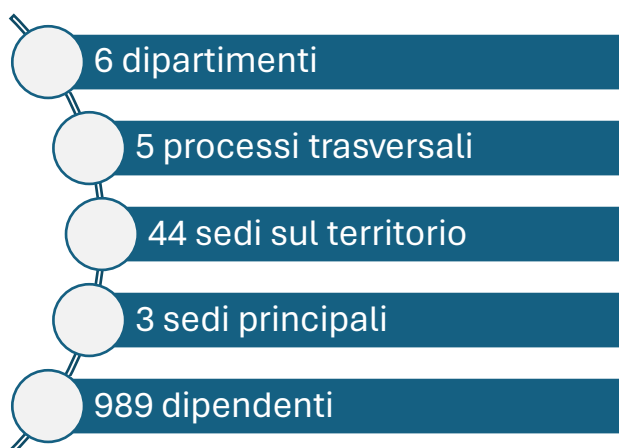 6 dipartimenti
5 processi trasversali
44 sedi sul territorio
3 sedi principali
989 dipendenti